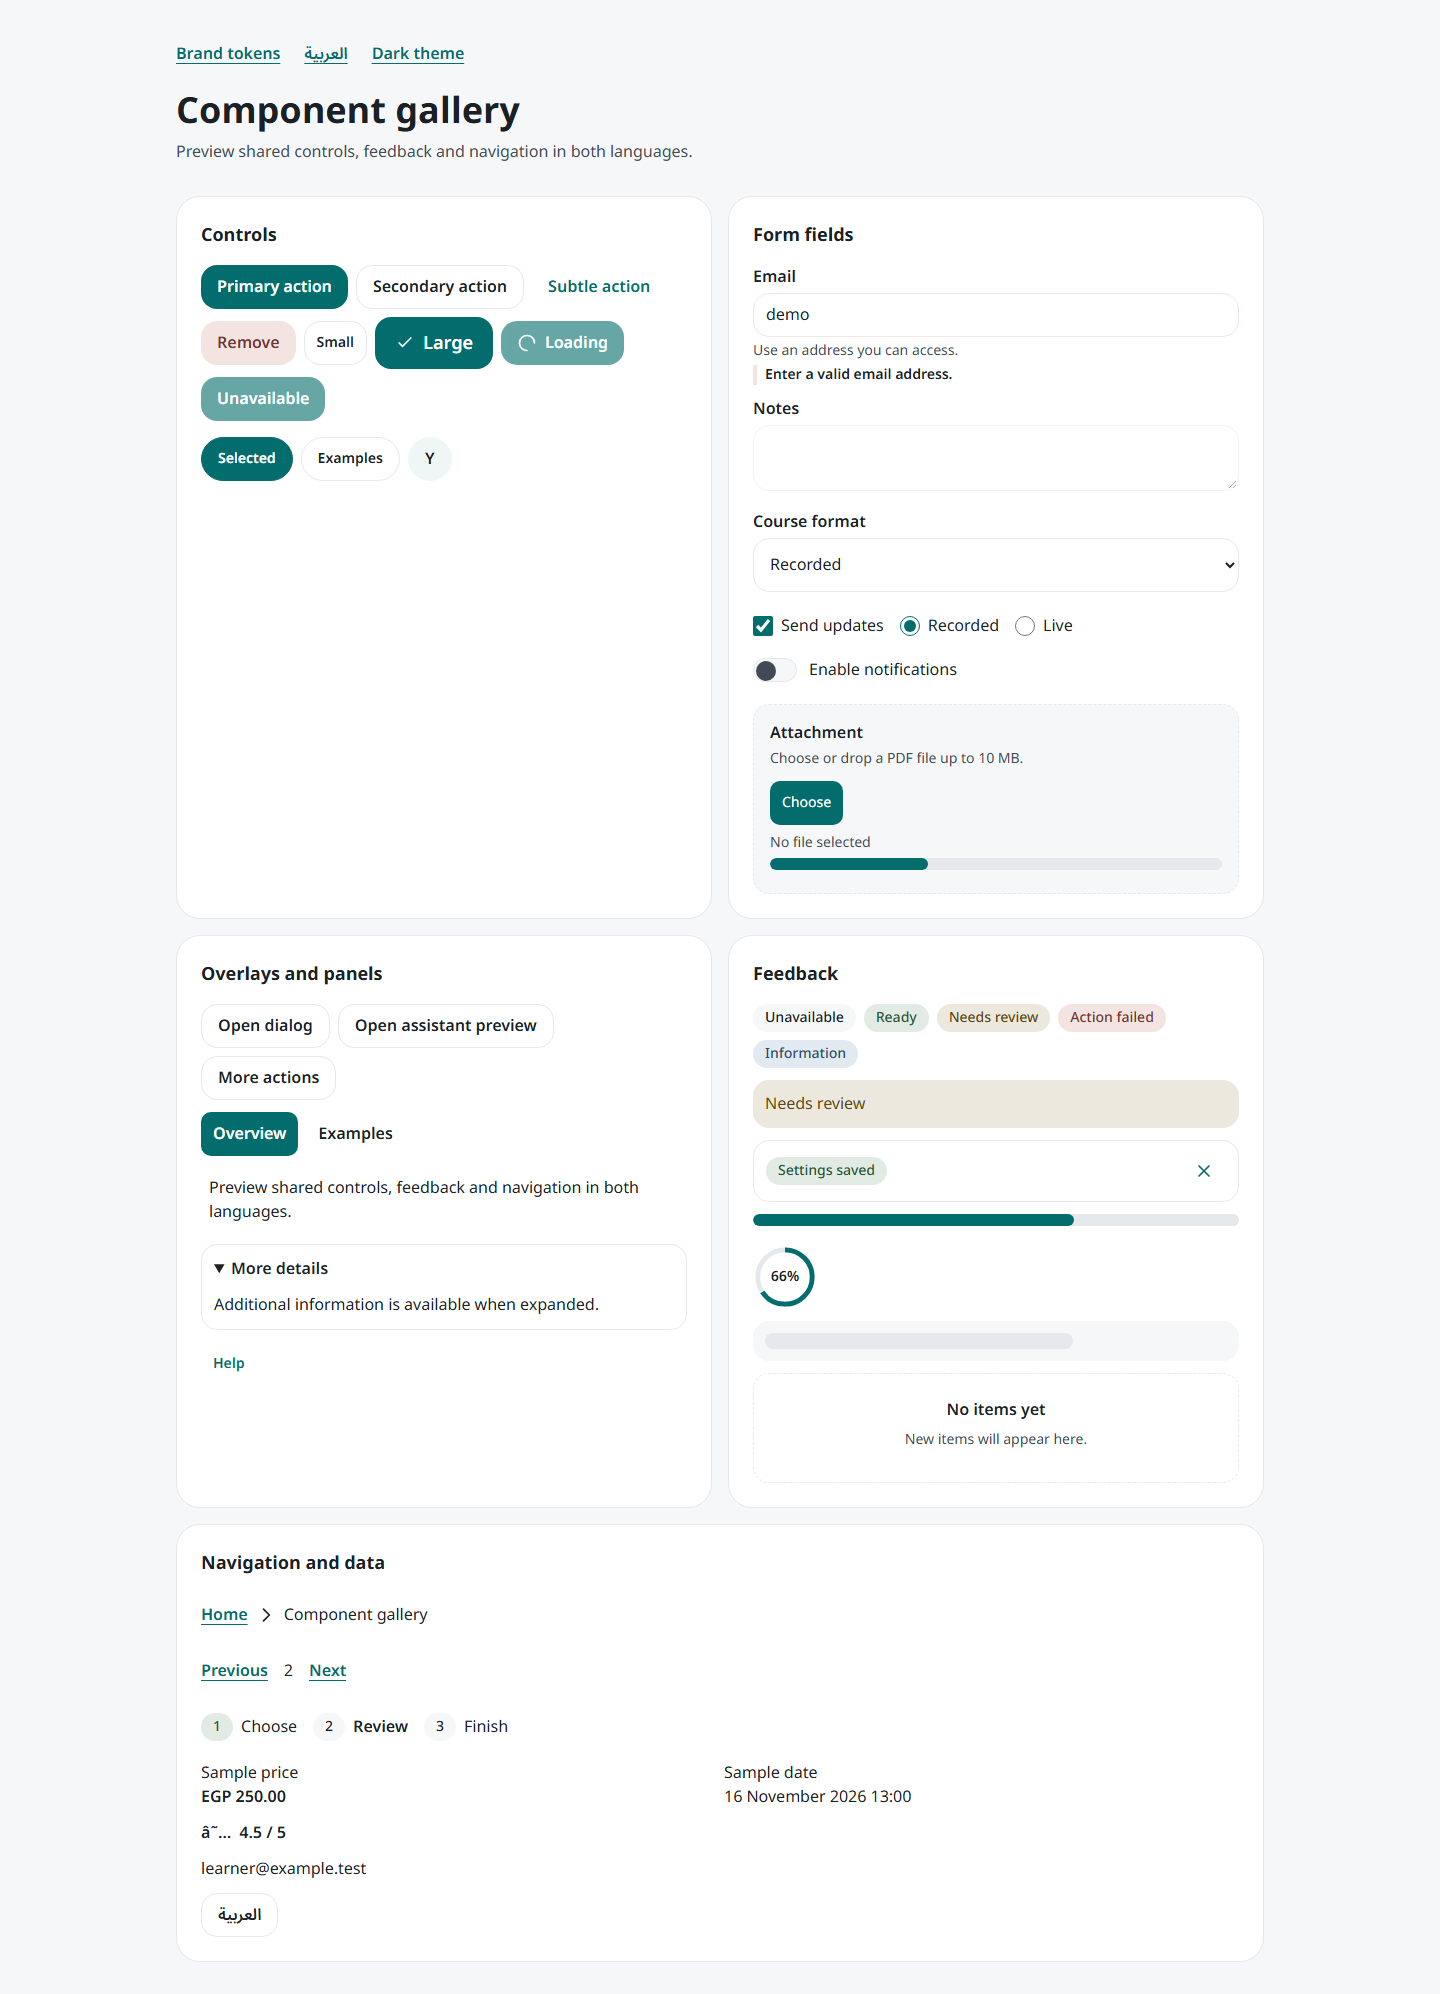 Brand tokens العربية Dark theme
Component gallery
Preview shared controls, feedback and navigation in both languages.
Controls
Primary action Secondary action Subtle action
Remove Small Large Loading
Unavailable
Selected Examples Y
Form fields
Email
demo
Use an address you can access.
Enter a valid email address.
Notes
Course format
Recorded
Send updates Recorded Live
Enable notifications
Attachment
Choose or drop a PDF file up to 10 MB.
Choose
No file selected
Overlays and panels
Open dialog Open assistant preview
More actions
Overview Examples
Preview shared controls, feedback and navigation in both
languages.
More details
Additional information is available when expanded.
Help
Feedback
Unavailable Ready Needs review Action failed
Information
Needs review
Settings saved
66%
No items yet
New items will appear here.
Navigation and data
Home Component gallery
Previous 2 Next
1 Choose 2 Review 3 Finish
Sample price
EGP 250.00
Sample date
16 November 2026 13:00
â˜… 4.5 / 5
learner@example.test
العربية